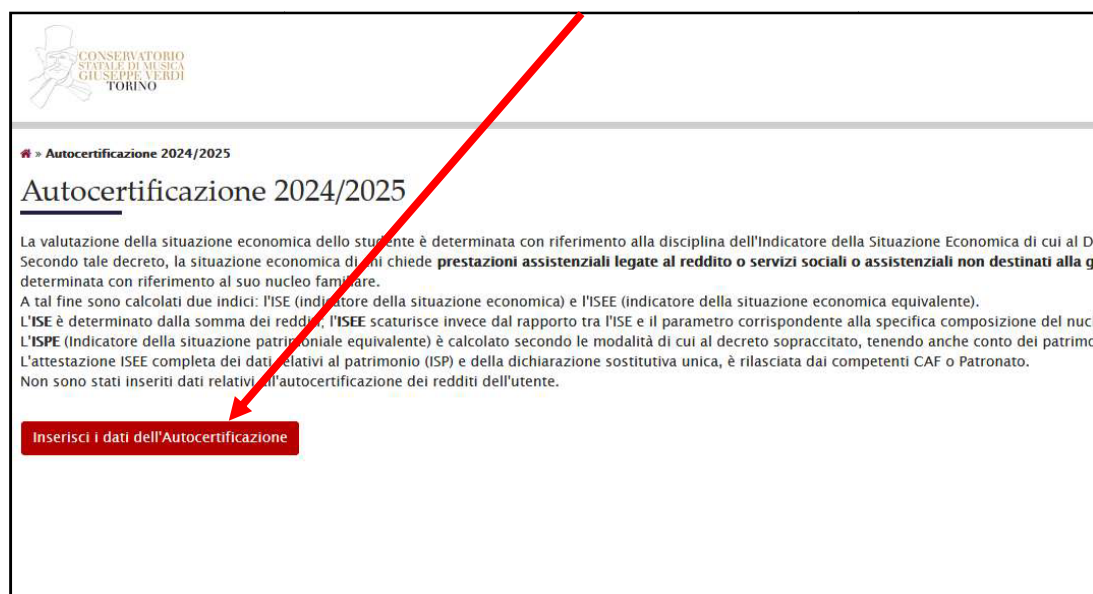 CONSERVATORIO
STATALE DI MUSICA
GIUSEPPE VERDI
TORINO
» Autocertificazione 2024/2025
Autocertificazione 2024/2025
La valutazione della situazione economica dello studente è determinata con riferimento alla disciplina dell'Indicatore della Situazione Economica di cui al D
Secondo tale decreto, la situazione economica di chi chiede prestazioni assistenziali legate al reddito o servizi sociali o assistenziali non destinati alla g
determinata con riferimento al suo nucleo familiare.
A tal fine sono calcolati due indici: l'ISE (indicatore della situazione economica) e l'ISEE (indicatore della situazione economica equivalente).
L'ISE è determinato dalla somma dei redditi, l'ISEE scaturisce invece dal rapporto tra l'ISE e il parametro corrispondente alla specifica composizione del nuc
L'ISPE (Indicatore della situazione patrimoniale equivalente) è calcolato secondo le modalità di cui al decreto sopraccitato, tenendo anche conto dei patrimo
L'attestazione ISEE completa dei dati relativi al patrimonio (ISP) e della dichiarazione sostitutiva unica, è rilasciata dai competenti CAF o Patronato.
Non sono stati inseriti dati relativi all'autocertificazione dei redditi dell'utente.
Inserisci i dati dell'Autocertificazione